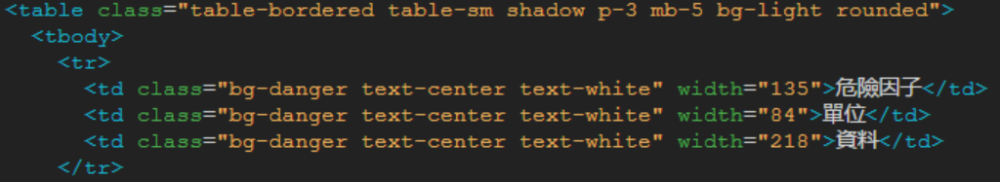 <table class="table-bordered table-sm shadow p-3 mb-5 bg-light rounded">
<tbody>
<tr>
<td class="bg-danger text-center text-white" width="135">危險因子</td>
<td class="bg-danger text-center text-white" width="84">單位</td>
<td class="bg-danger text-center text-white" width="218">資料</td>
</tr>